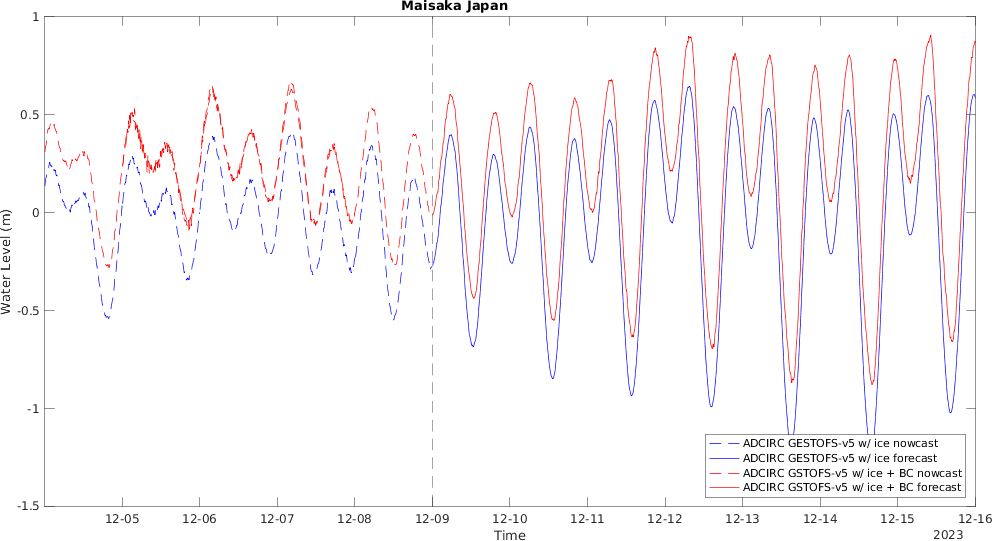 Maisaka Japan
1
0.5
0
-0.5
-1
-1.5
Water Level (m)
12-05 12-06 12-07 12-08 12-09 12-10 12-11 12-12 12-13 12-14 12-15 12-16
Time
2023
ADCIRC GESTOFS-v5 w/ ice nowcast
ADCIRC GESTOFS-v5 w/ ice forecast
ADCIRC GSTOFS-v5 w/ ice + BC nowcast
ADCIRC GSTOFS-v5 w/ ice + BC forecast